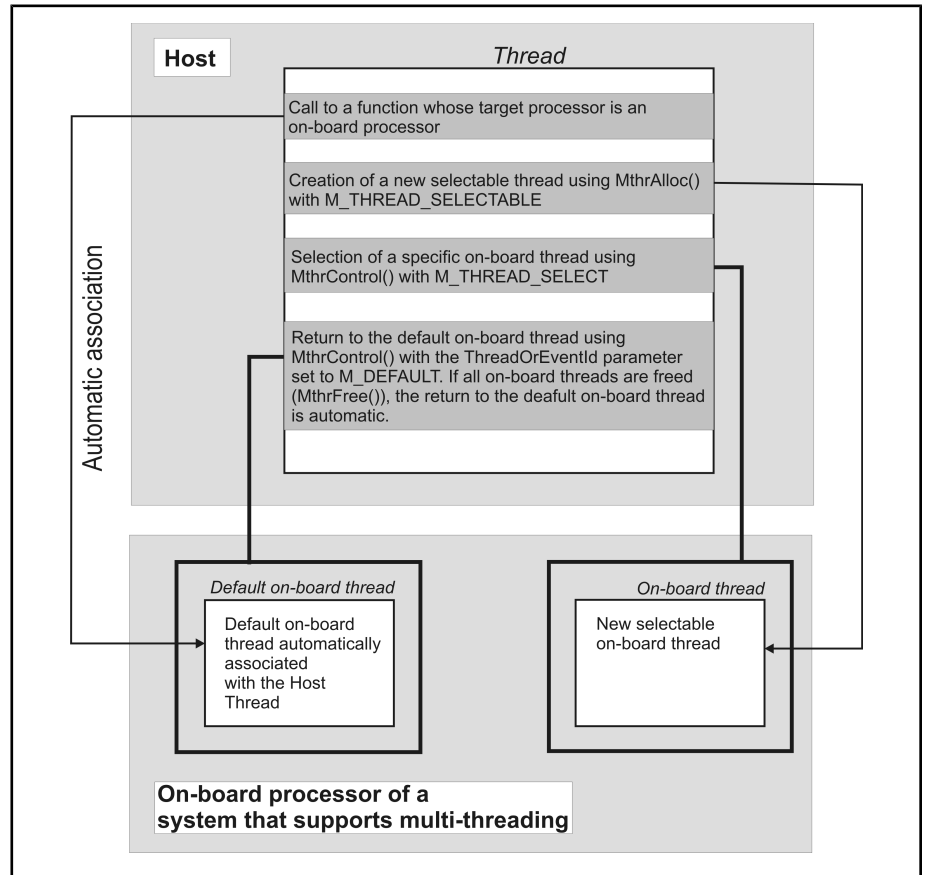 Host
Thread
Call to a function whose target processor is an
on-board processor
Creation of a new selectable thread using MthrAlloc()
with M_THREAD_SELECTABLE
Selection of a specific on-board thread using
MthrControl() with M_THREAD_SELECT
Return to the default on-board thread using
MthrControl() with the ThreadOrEventId parameter
set to M_DEFAULT. If all on-board threads are freed
(MthrFree()), the return to the deafult on-board thread
is automatic.
Automatic association
Default on-board thread
Default on-board
thread automatically
associated
with the Host
Thread
On-board thread
New selectable
on-board thread
On-board processor of a
system that supports multi-threading